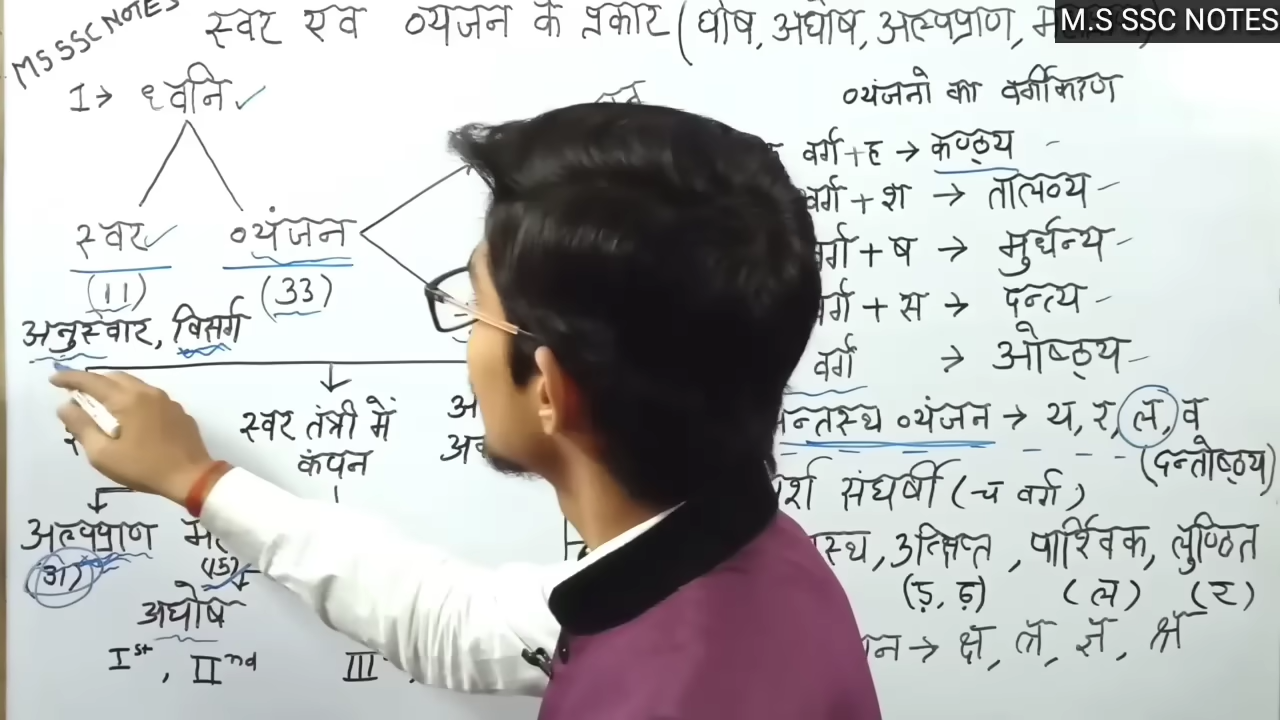 MS SSC NOTES
स्वर एव व्यंजन के प्रकार (घोष, अघोष, अल्पप्राण,
M.S SSC NOTES
1→ ध्वनि
व्यंजनो का वर्गीकरण
वर्ग + ह → कण्ठ्य
वर्ग + श → तालव्य
स्वर व्यंजन
वर्ग + ष → मुर्धन्य
(11) (33)
वर्ग + स → दन्त्य
अनुस्वार, विसर्ग
वर्ग → ओष्ठ्य
स्वर तंत्री में
कंपन
अन्तस्थ व्यंजन → य, र, ल, व
(दन्तोष्ठ्य)
संघर्षी (च वर्ग)
अल्पप्राण
उत्क्षिप्त, पार्श्विक, लुण्ठित
(31) (15)
(ड़, ढ़) (ल) (र)
अघोष
→ क्ष, त्र, ज्ञ, श्र
Ist, IInd III